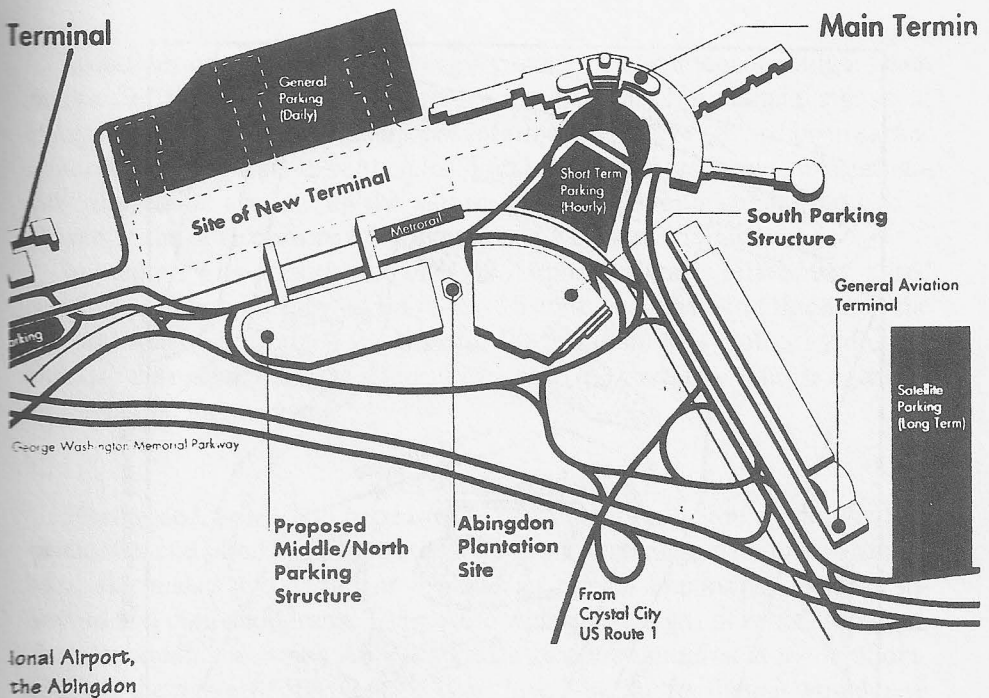 Terminal
Main Termin
General
Parking
(Daily)
Site of New Terminal
Metrorail
Short Term
Parking
(Hourly)
South Parking
Structure
General Aviation
Terminal
arking
Satellite
Parking
(Long Term)
George Washington Memorial Parkway
Proposed
Middle/North
Parking
Structure
Abingdon
Plantation
Site
From
Crystal City
US Route 1
ional Airport,
the Abingdon